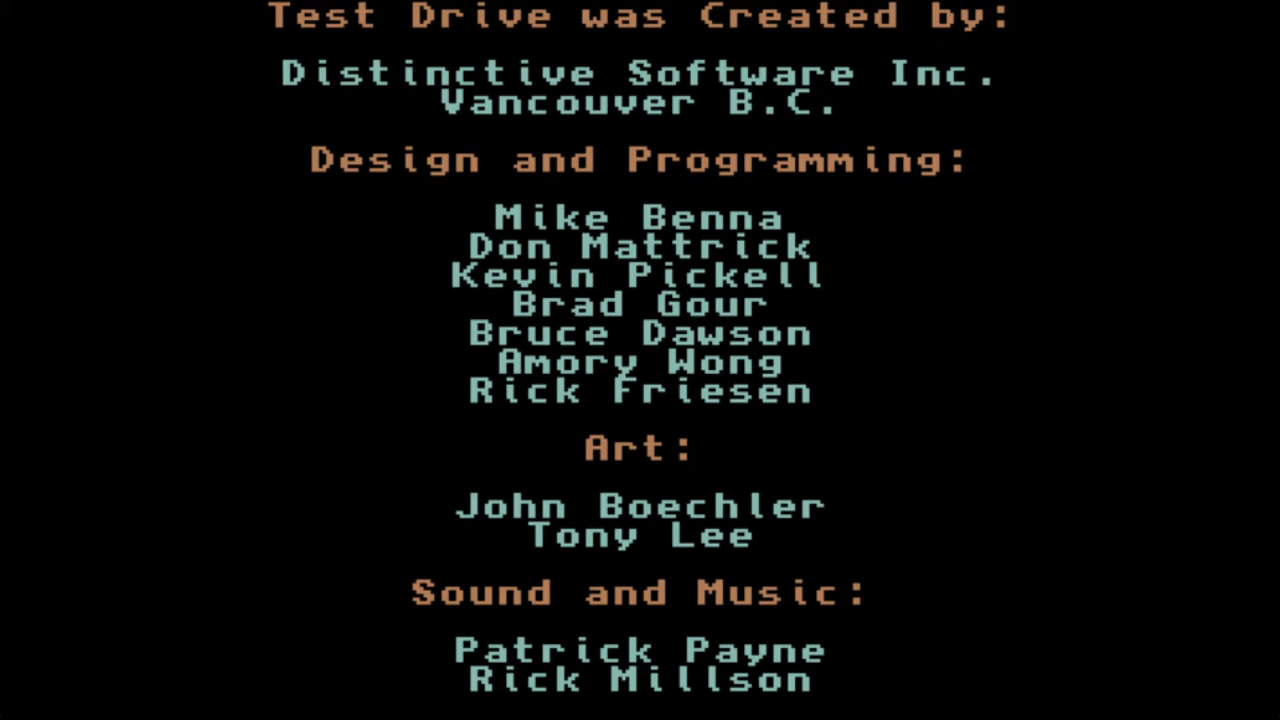 Test Drive was Created by:
Distinctive Software Inc.
Vancouver B.C.
Design and Programming:
Mike Benna
Don Mattrick
Kevin Pickell
Brad Gour
Bruce Dawson
Amory Wong
Rick Friesen
Art:
John Boechler
Tony Lee
Sound and Music:
Patrick Payne
Rick Millson